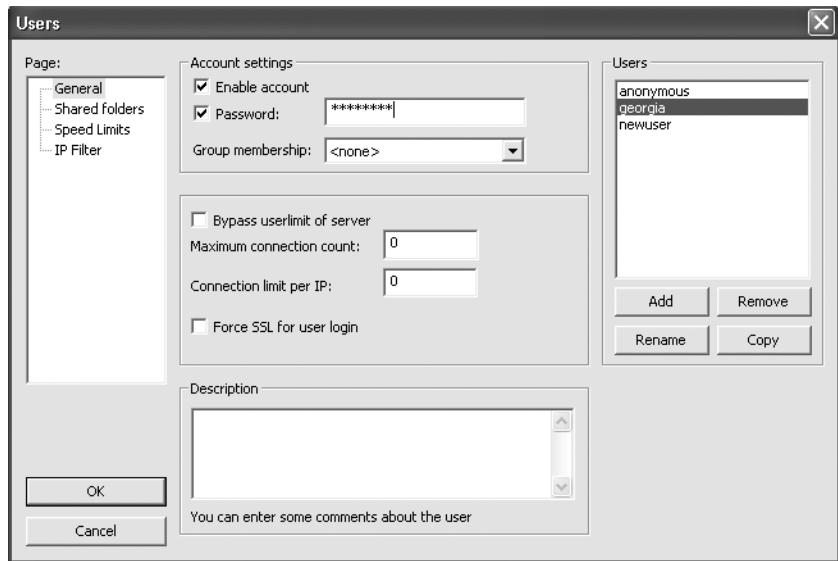 Users
Page:
General
Shared folders
Speed Limits
IP Filter
OK
Cancel
Account settings
Enable account
Password: ********
Group membership: <none>
Bypass userlimit of server
Maximum connection count: 0
Connection limit per IP: 0
Force SSL for user login
Description
You can enter some comments about the user
Users
anonymous
georgia
newuser
Add Remove
Rename Copy